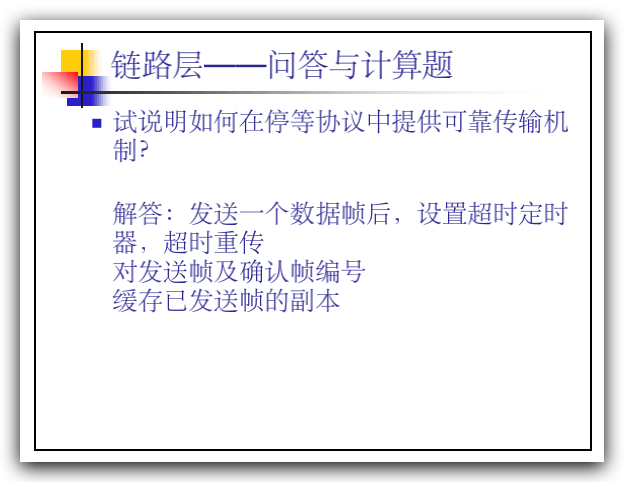 链路层——问答与计算题
试说明如何在停等协议中提供可靠传输机
制?
解答：发送一个数据帧后，设置超时定时
器，超时重传
对发送帧及确认帧编号
缓存已发送帧的副本